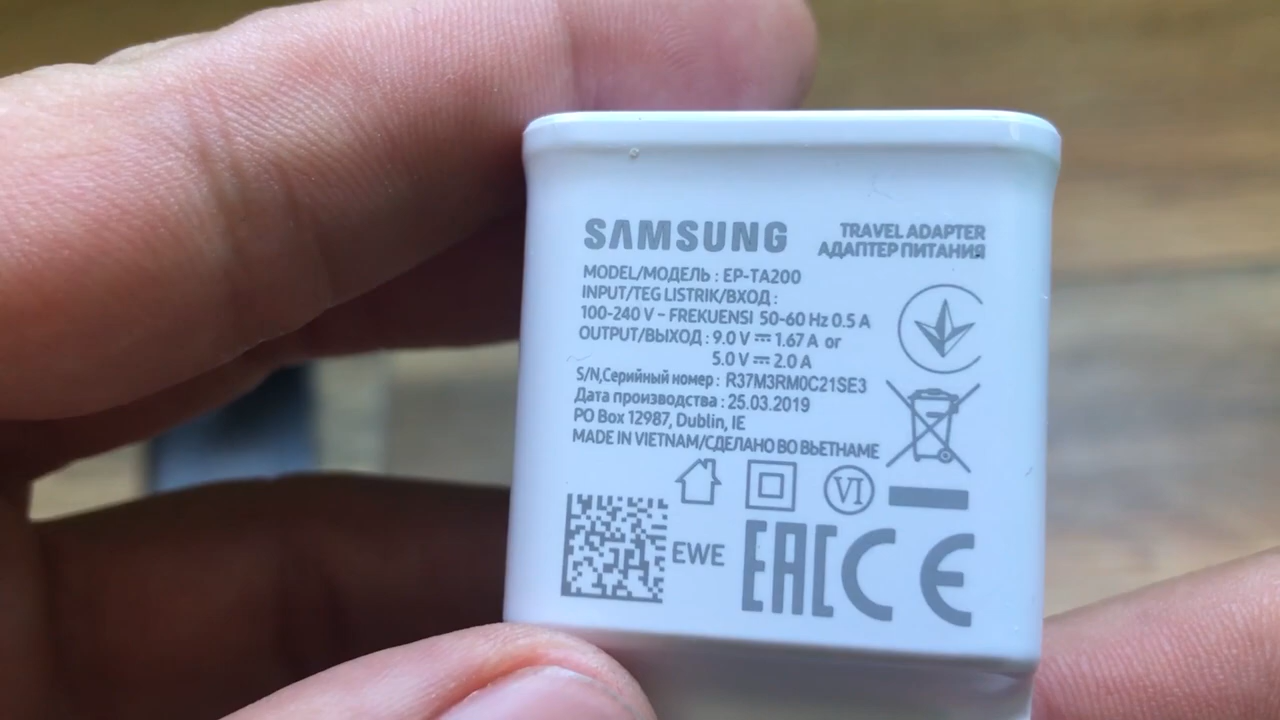 SAMSUNG
TRAVEL ADAPTER
АДАПТЕР ПИТАНИЯ
MODEL/МОДЕЛЬ : EP-TA200
INPUT/TEG LISTRIK/ВХОД :
100-240 V ~ FREKUENSI 50-60 Hz 0.5 A
OUTPUT/ВЫХОД : 9.0 V ⎓ 1.67 A or
5.0 V ⎓ 2.0 A
S/N,Серийный номер : R37M3RM0C21SE3
Дата производства : 25.03.2019
PO Box 12987, Dublin, IE
MADE IN VIETNAM/СДЕЛАНО ВО ВЬЕТНАМЕ
VI
EWE
EAC CE